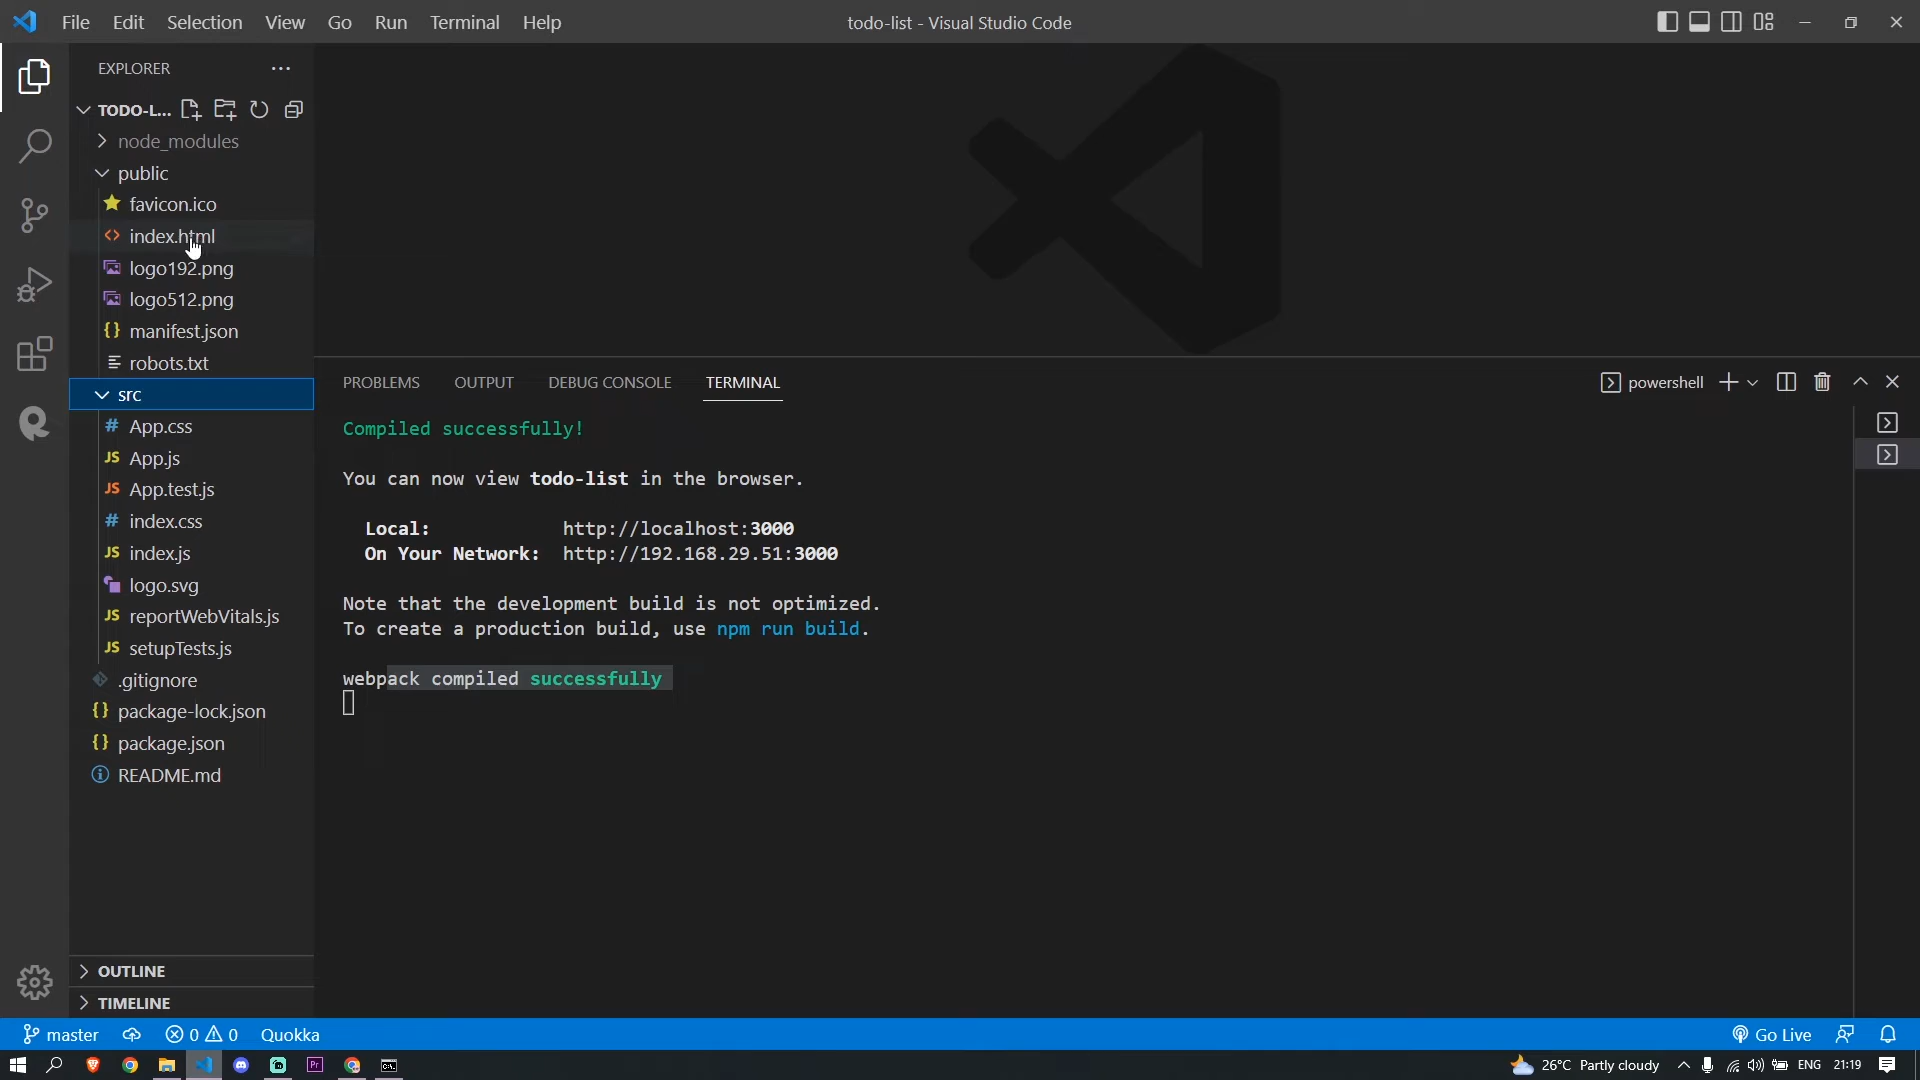 File Edit Selection View Go Run Terminal Help
todo-list - Visual Studio Code
EXPLORER
TODO-L...
node_modules
public
favicon.ico
index.html
logo192.png
logo512.png
manifest.json
robots.txt
src
# App.css
JS App.js
JS App.test.js
# index.css
JS index.js
logo.svg
JS reportWebVitals.js
JS setupTests.js
.gitignore
{} package-lock.json
{} package.json
README.md
OUTLINE
TIMELINE
PROBLEMS OUTPUT DEBUG CONSOLE TERMINAL
powershell
Compiled successfully!
You can now view todo-list in the browser.
Local: http://localhost:3000
On Your Network: http://192.168.29.51:3000
Note that the development build is not optimized.
To create a production build, use npm run build.
webpack compiled successfully
master 0 0 Quokka
Go Live
Pr
26°C Partly cloudy ENG 21:19